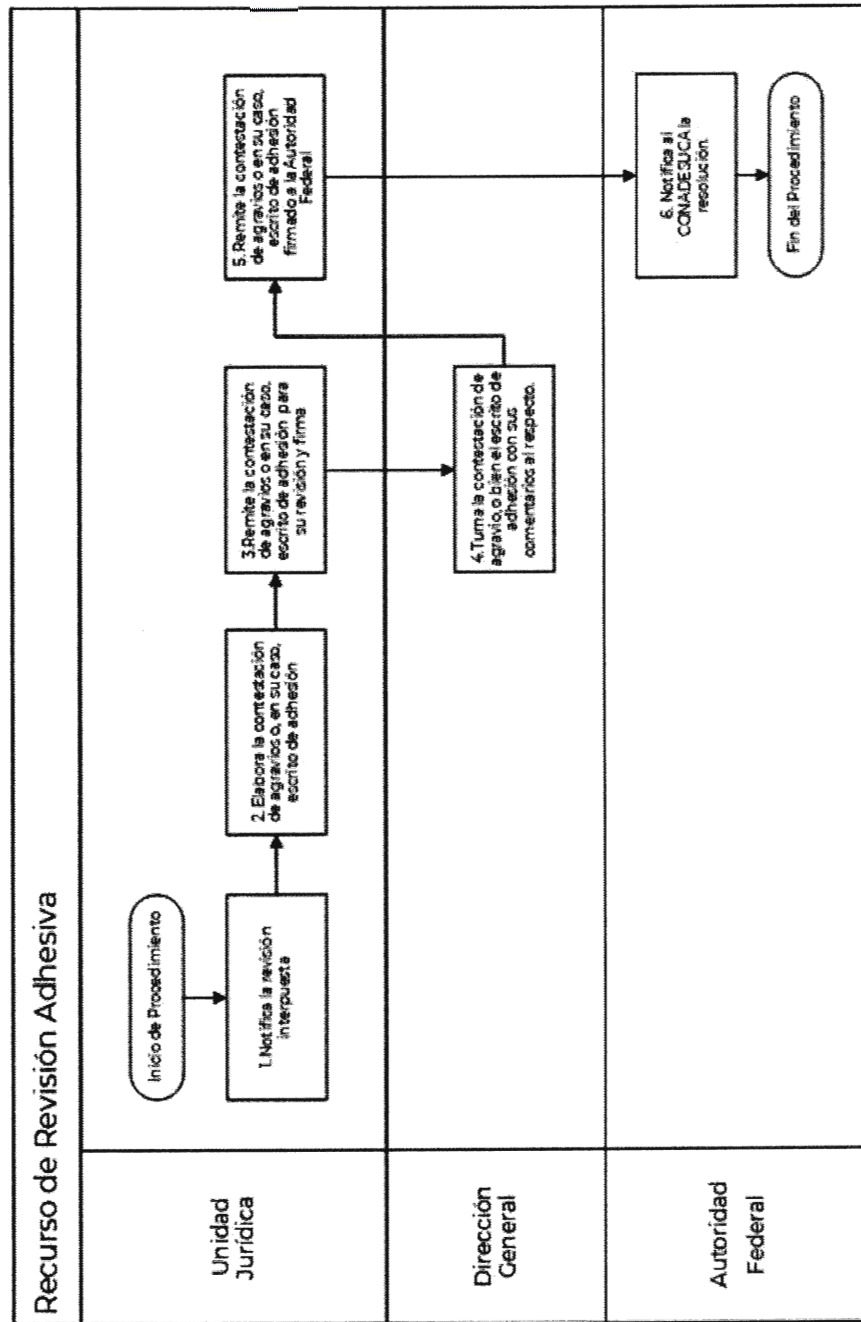 Recurso de Revisión Adhesiva
Unidad
Jurídica
Inicio de Procedimiento
1.Notifica la revisión
interpuesta
2. Elabora la contestación
de agravios o, en su caso,
escrito de adhesión
3.Remite la contestación
de agravios o en su caso,
escrito de adhesión para
su revisión y firma
5. Remite la contestación
de agravios o en su caso,
escrito de adhesión
firmado a la Autoridad
Federal
Dirección
General
4.Turna la contestación de
agravio, o bien el escrito de
adhesión con sus
comentarios al respecto.
Autoridad
Federal
6. Notifica al
CONADESUCA la
resolución.
Fin del Procedimiento